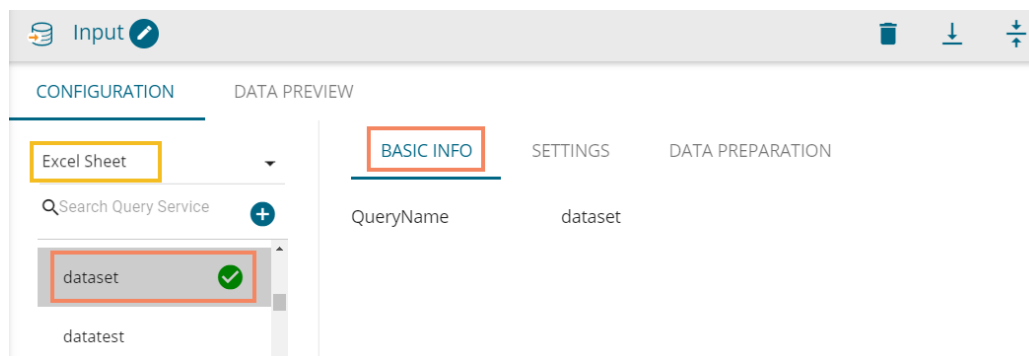 Input
CONFIGURATION DATA PREVIEW
Excel Sheet
Search Query Service
dataset
datatest
BASIC INFO SETTINGS DATA PREPARATION
QueryName dataset